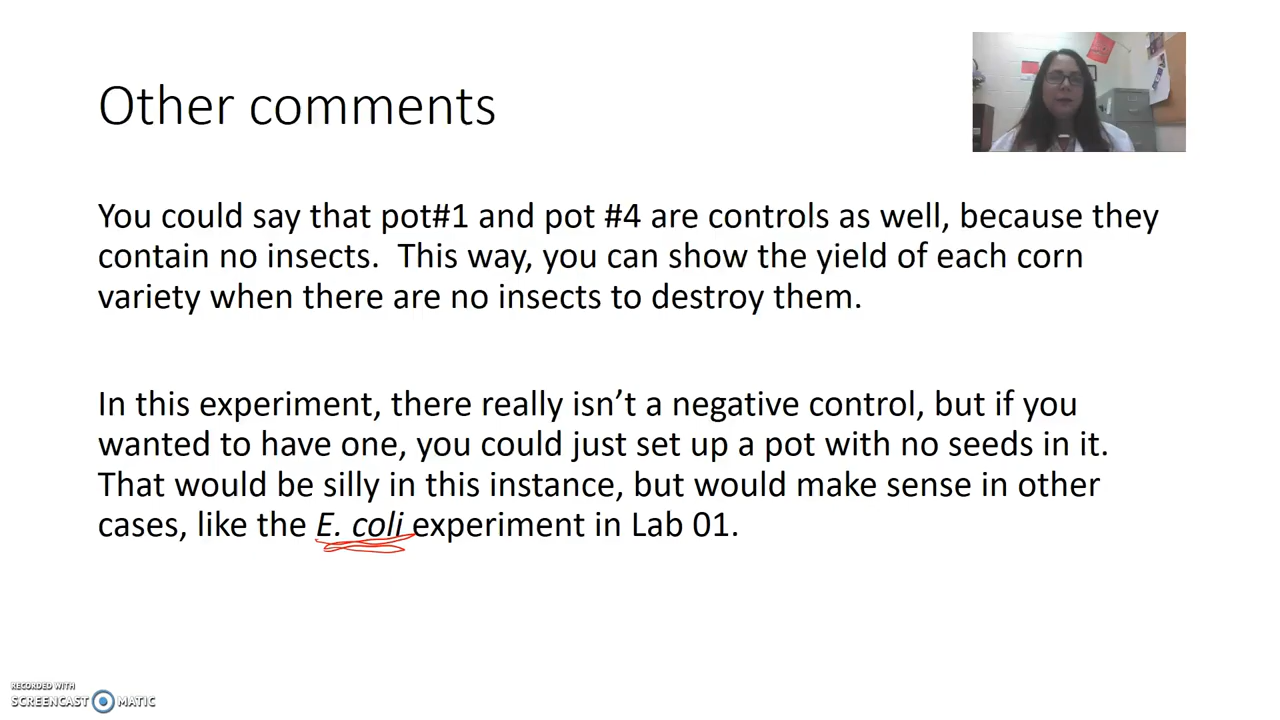 Other comments
You could say that pot#1 and pot #4 are controls as well, because they
contain no insects.  This way, you can show the yield of each corn
variety when there are no insects to destroy them.
In this experiment, there really isn’t a negative control, but if you
wanted to have one, you could just set up a pot with no seeds in it.
That would be silly in this instance, but would make sense in other
cases, like the E. coli experiment in Lab 01.
RECORDED WITH
SCREENCAST MATIC